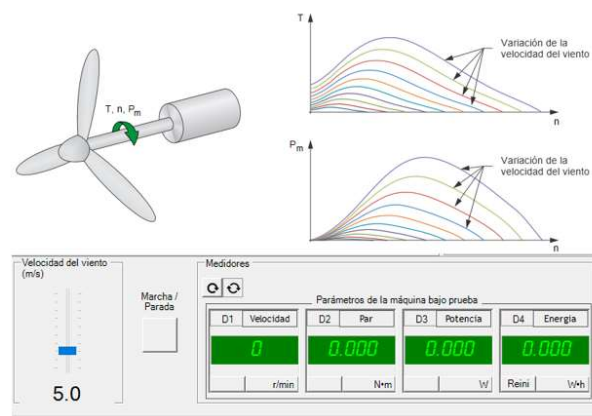 T, n, Pm
T
Variación de la
velocidad del viento
n
Pm
Variación de la
velocidad del viento
n
Velocidad del viento
(m/s)
5.0
Marcha /
Parada
Medidores
Parámetros de la máquina bajo prueba
D1 Velocidad
0
r/min
D2 Par
0.000
N•m
D3 Potencia
0.000
W
D4 Energía
0.000
Reini W•h